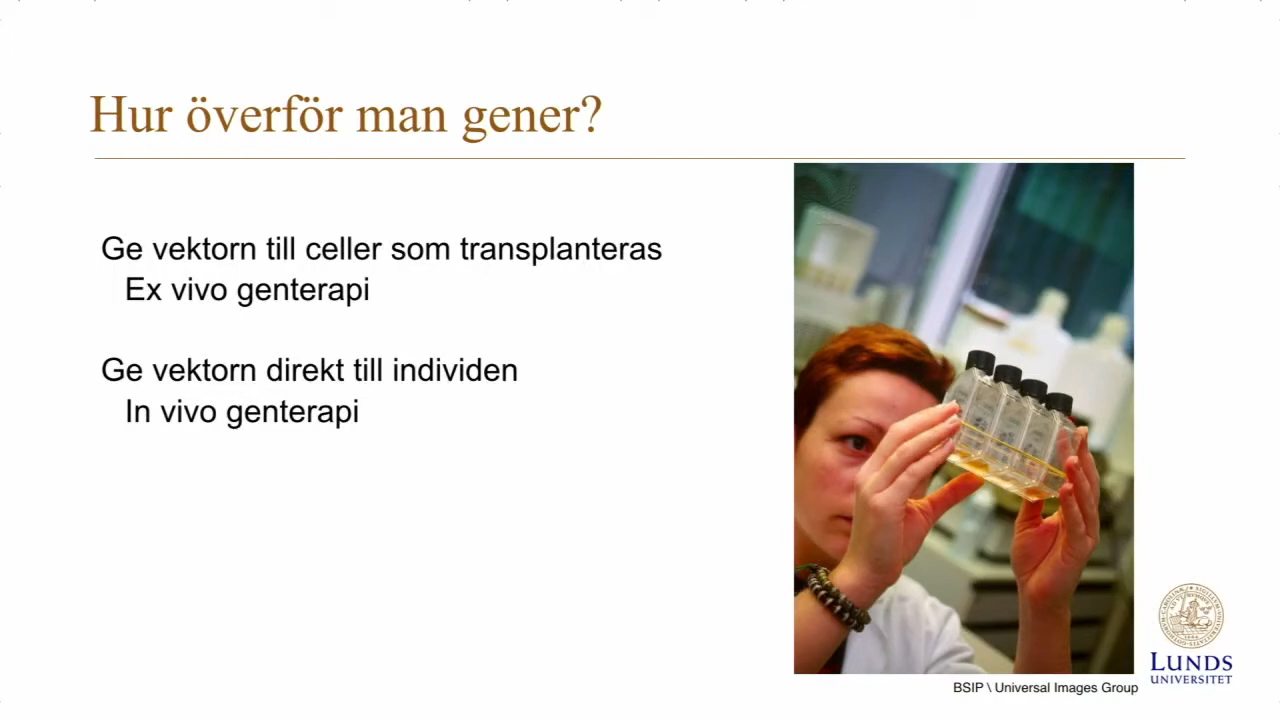 Hur överför man gener?
Ge vektorn till celler som transplanteras
Ex vivo genterapi
Ge vektorn direkt till individen
In vivo genterapi
BSIP \ Universal Images Group
LUNDS
UNIVERSITET